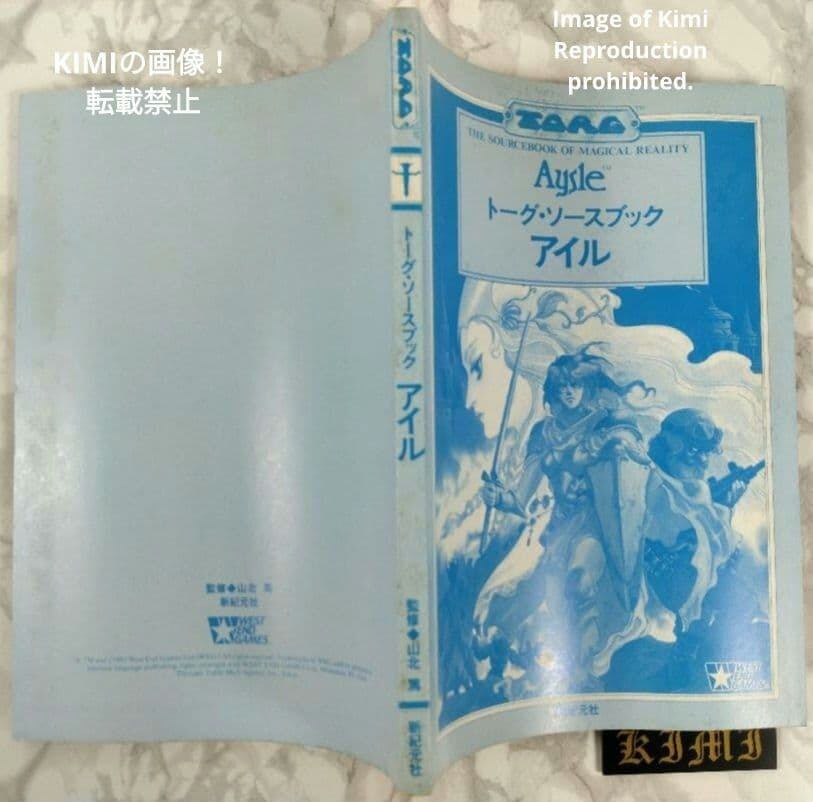 KIMIの画像！
転載禁止
Image of Kimi
Reproduction
prohibited.
TORG
THE SOURCEBOOK OF MAGICAL REALITY
Aysle™
トーグ・ソースブック
アイル
WEST
END
GAMES
新紀元社
TORG
トーグ・ソースブック アイル
監修◆山北 篤
新紀元社
監修◆山北 篤
新紀元社
WEST
END
GAMES
KIMI